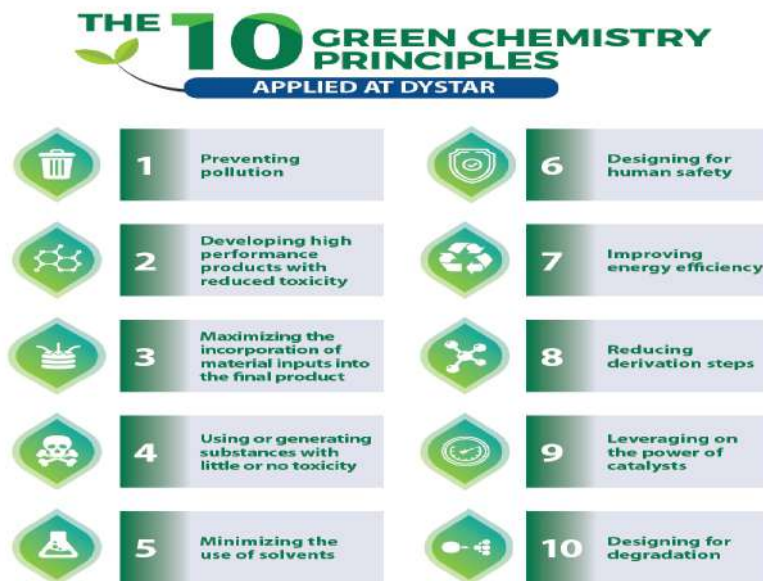 THE 10 GREEN CHEMISTRY
PRINCIPLES
APPLIED AT DYSTAR
1
Preventing
pollution
2
Developing high
performance
products with
reduced toxicity
3
Maximizing the
incorporation of
material inputs into
the final product
4
Using or generating
substances with
little or no toxicity
5
Minimizing the
use of solvents
6
Designing for
human safety
7
Improving
energy efficiency
8
Reducing
derivation steps
9
Leveraging on
the power of
catalysts
10
Designing for
degradation